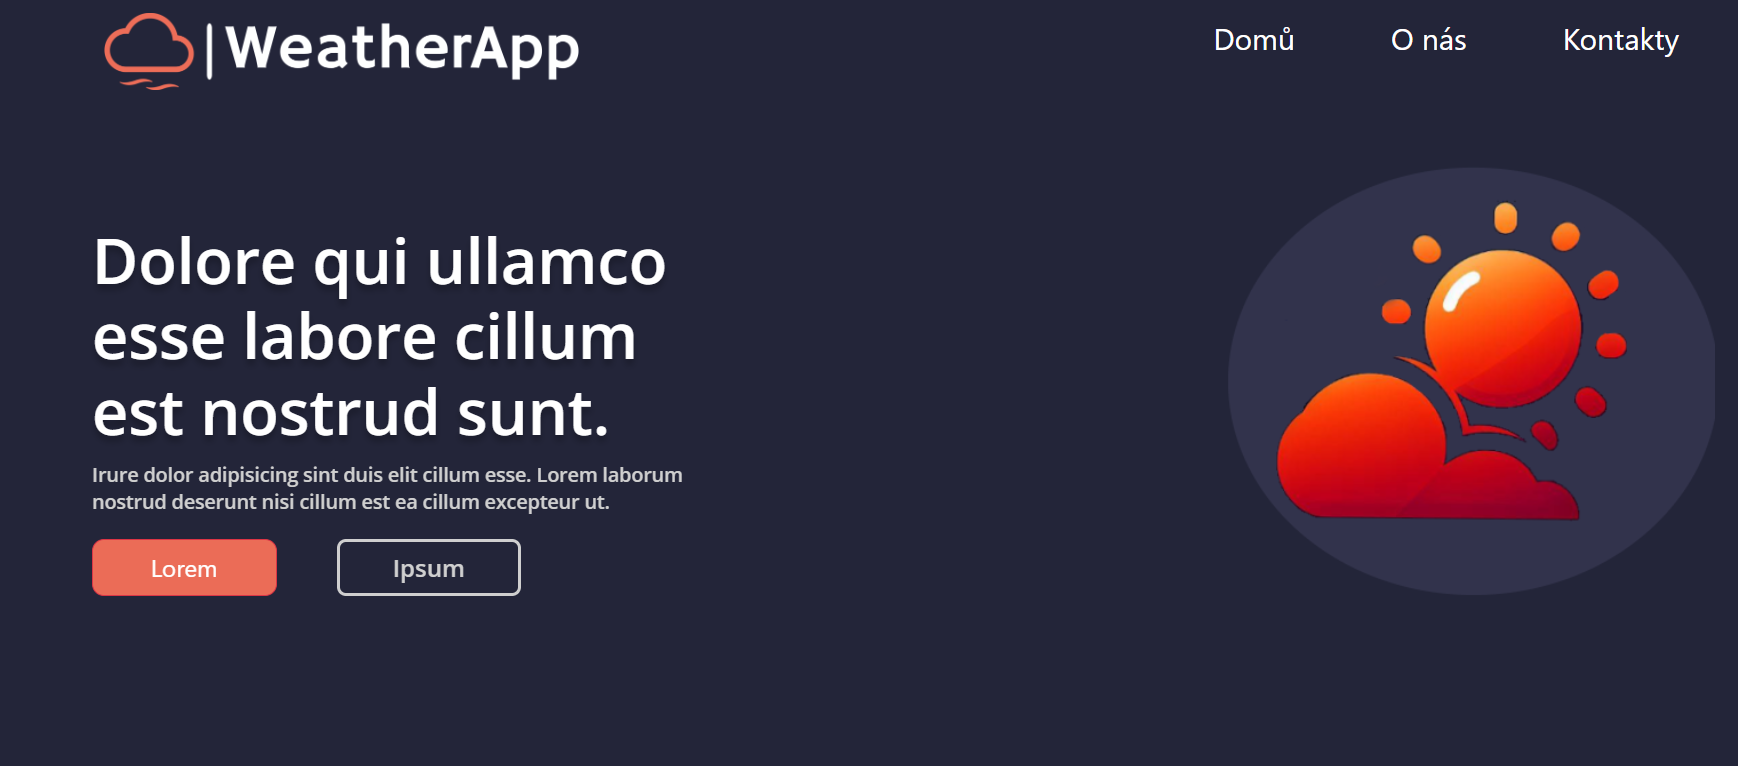 WeatherApp
Domů
O nás
Kontakty
Dolore qui ullamco
esse labore cillum
est nostrud sunt.
Irure dolor adipisicing sint duis elit cillum esse. Lorem laborum
nostrud deserunt nisi cillum est ea cillum excepteur ut.
Lorem
Ipsum